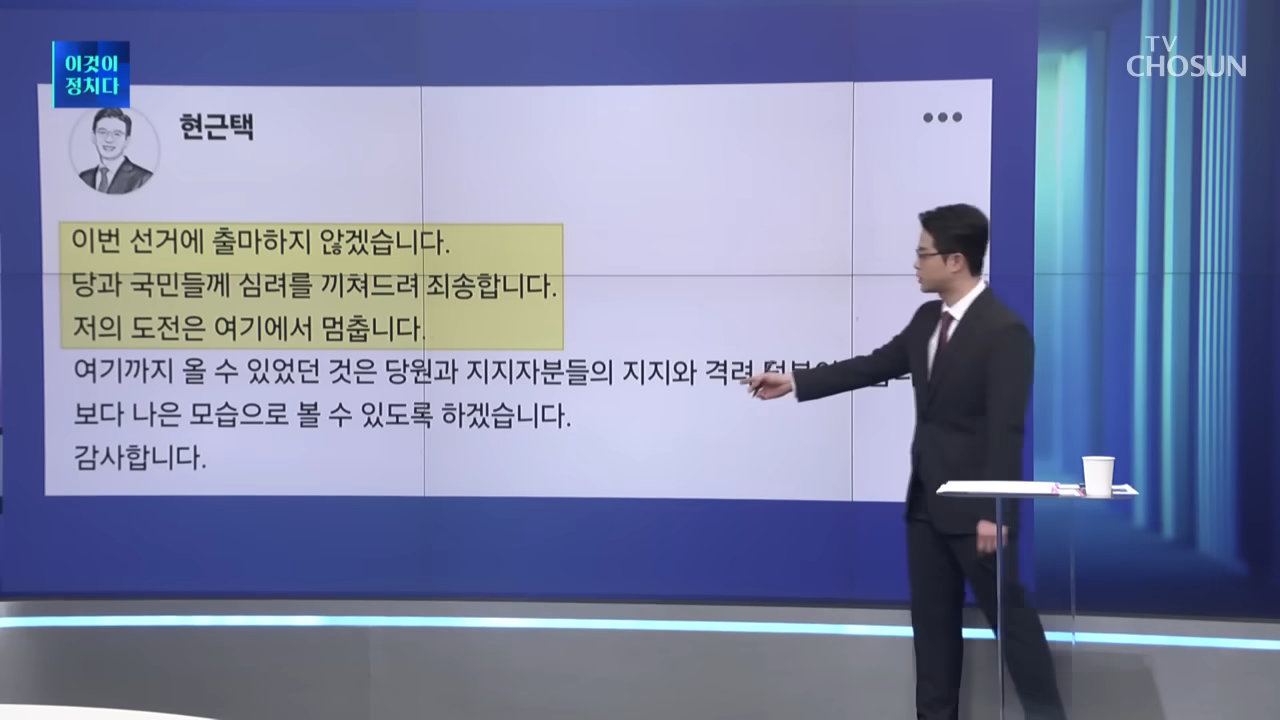 이것이
정치다
TV
CHOSUN
현근택
이번 선거에 출마하지 않겠습니다.
당과 국민들께 심려를 끼쳐드려 죄송합니다.
저의 도전은 여기에서 멈춥니다.
여기까지 올 수 있었던 것은 당원과 지지자분들의 지지와 격려
보다 나은 모습으로 볼 수 있도록 하겠습니다.
감사합니다.